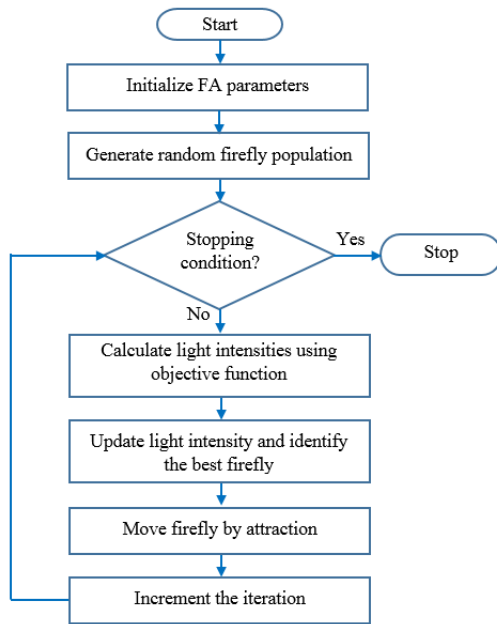 Start
Initialize FA parameters
Generate random firefly population
Stopping
condition?
Yes
Stop
No
Calculate light intensities using
objective function
Update light intensity and identify
the best firefly
Move firefly by attraction
Increment the iteration